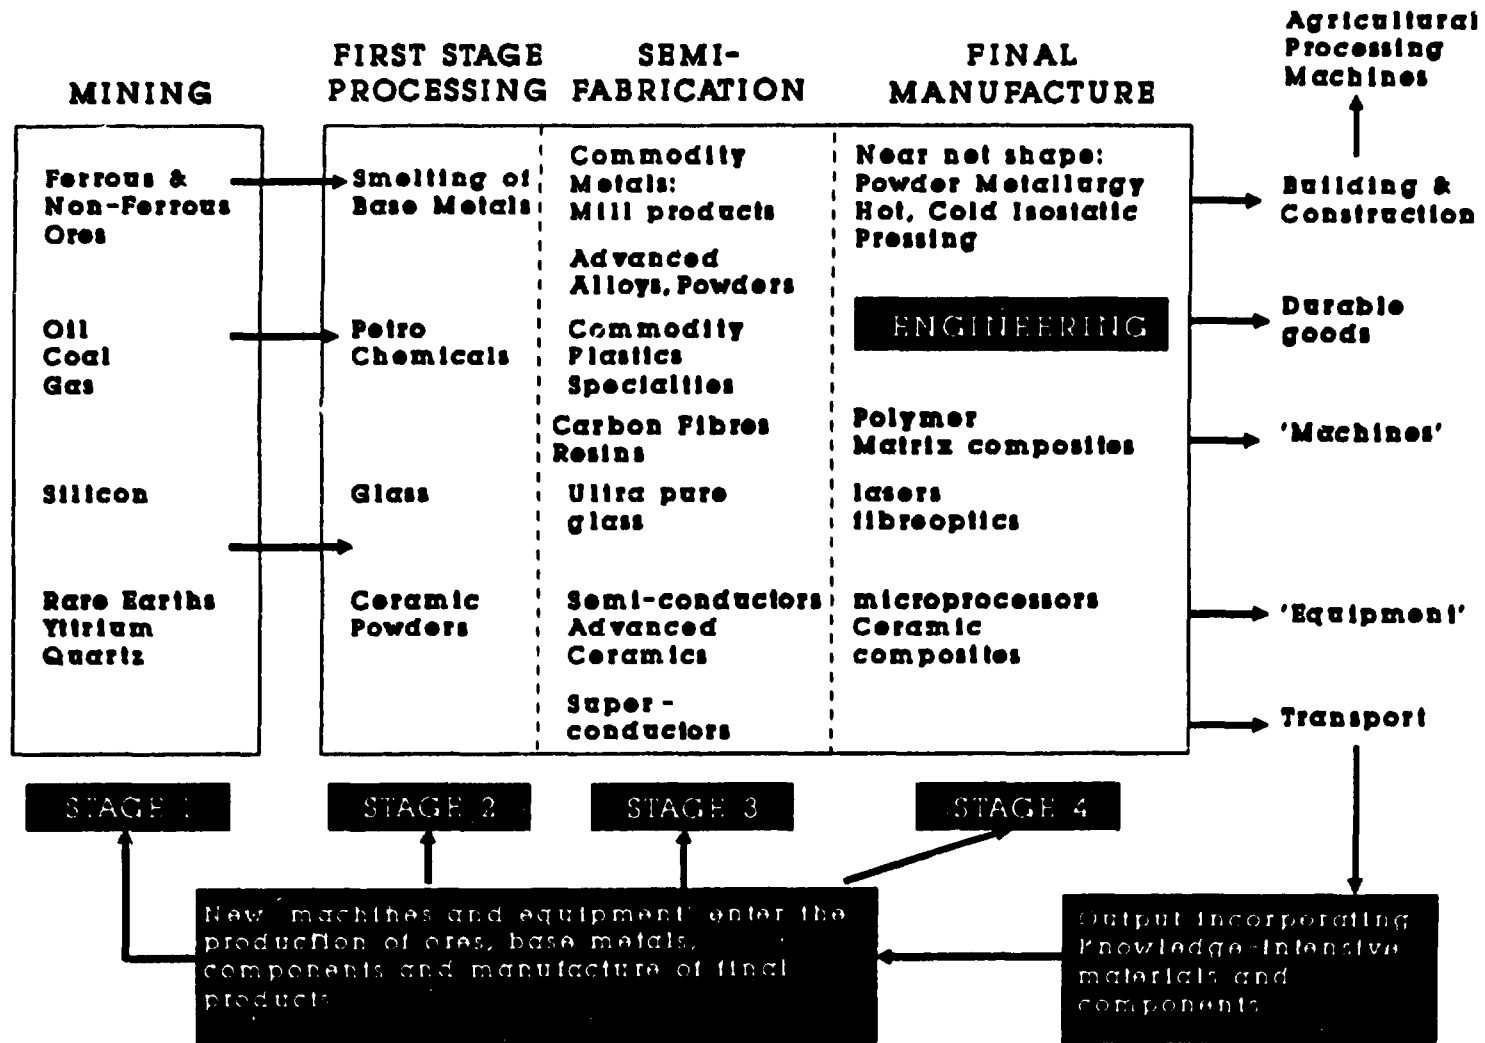 Agricultural
Processing
Machines
MINING
FIRST STAGE
PROCESSING
SEMI-
FABRICATION
FINAL
MANUFACTURE
Ferrous &
Non-Ferrous
Ores
Smelting of
Base Metals
Commodity
Metals:
Mill products
Advanced
Alloys, Powders
Near net shape:
Powder Metallurgy
Hot, Cold Isostatic
Pressing
Building &
Construction
Oil
Coal
Gas
Petro
Chemicals
Commodity
Plastics
Specialties
ENGINEERING
Durable
goods
Carbon Fibres
Resins
Polymer
Matrix composites
'Machines'
Silicon
Glass
Ultra pure
glass
lasers
fibreoptics
Rare Earths
Yttrium
Quartz
Ceramic
Powders
Semi-conductors
Advanced
Ceramics
microprocessors
Ceramic
composites
'Equipment'
Super-
conductors
Transport
STAGE 1
STAGE 2
STAGE 3
STAGE 4
New 'machines and equipment' enter the
production of ores, base metals,
components and manufacture of final
products
Output incorporating
Knowledge-intensive
materials and
components